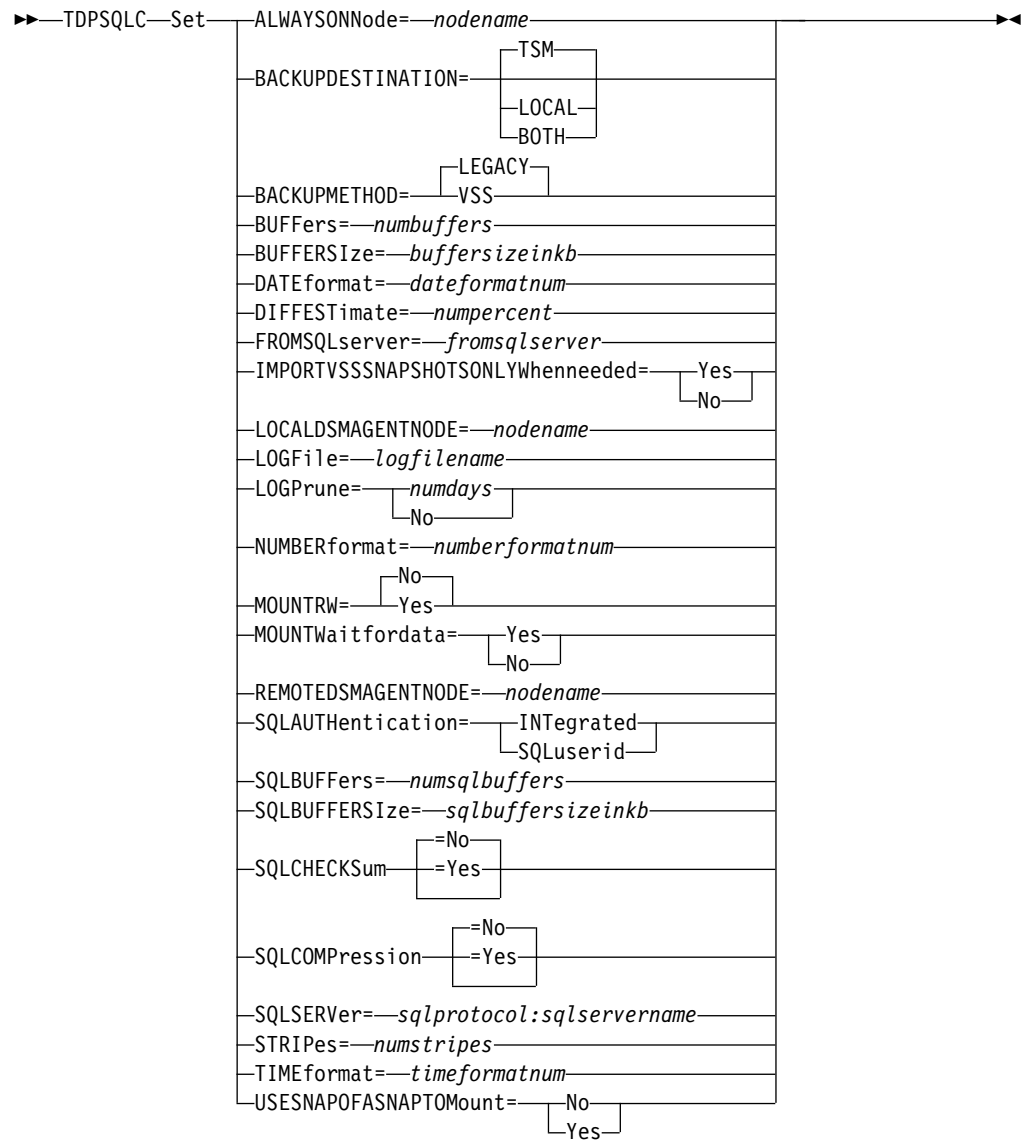 TDPSQLC Set ALWAYSONNode= nodename
TSM
BACKUPDESTINATION=
LOCAL
BOTH
LEGACY
BACKUPMETHOD= VSS
BUFFers= numbuffers
BUFFERSIze= buffersizeinkb
DATEformat= dateformatnum
DIFFESTimate= numpercent
FROMSQLserver= fromsqlserver
IMPORTVSSSNAPSHOTSONLYWhenneeded= Yes
No
LOCALDSMAGENTNODE= nodename
LOGFile= logfilename
LOGPrune= numdays
No
NUMBERformat= numberformatnum
No
MOUNTRW= Yes
MOUNTWaitfordata= Yes
No
REMOTEDSMAGENTNODE= nodename
SQLAUTHentication= INTegrated
SQLuserid
SQLBUFFers= numsqlbuffers
SQLBUFFERSIze= sqlbuffersizeinkb
=No
SQLCHECKSum =Yes
=No
SQLCOMPression =Yes
SQLSERVer= sqlprotocol:sqlservername
STRIPes= numstripes
TIMEformat= timeformatnum
USESNAPOFASNAPTOMount= No
Yes